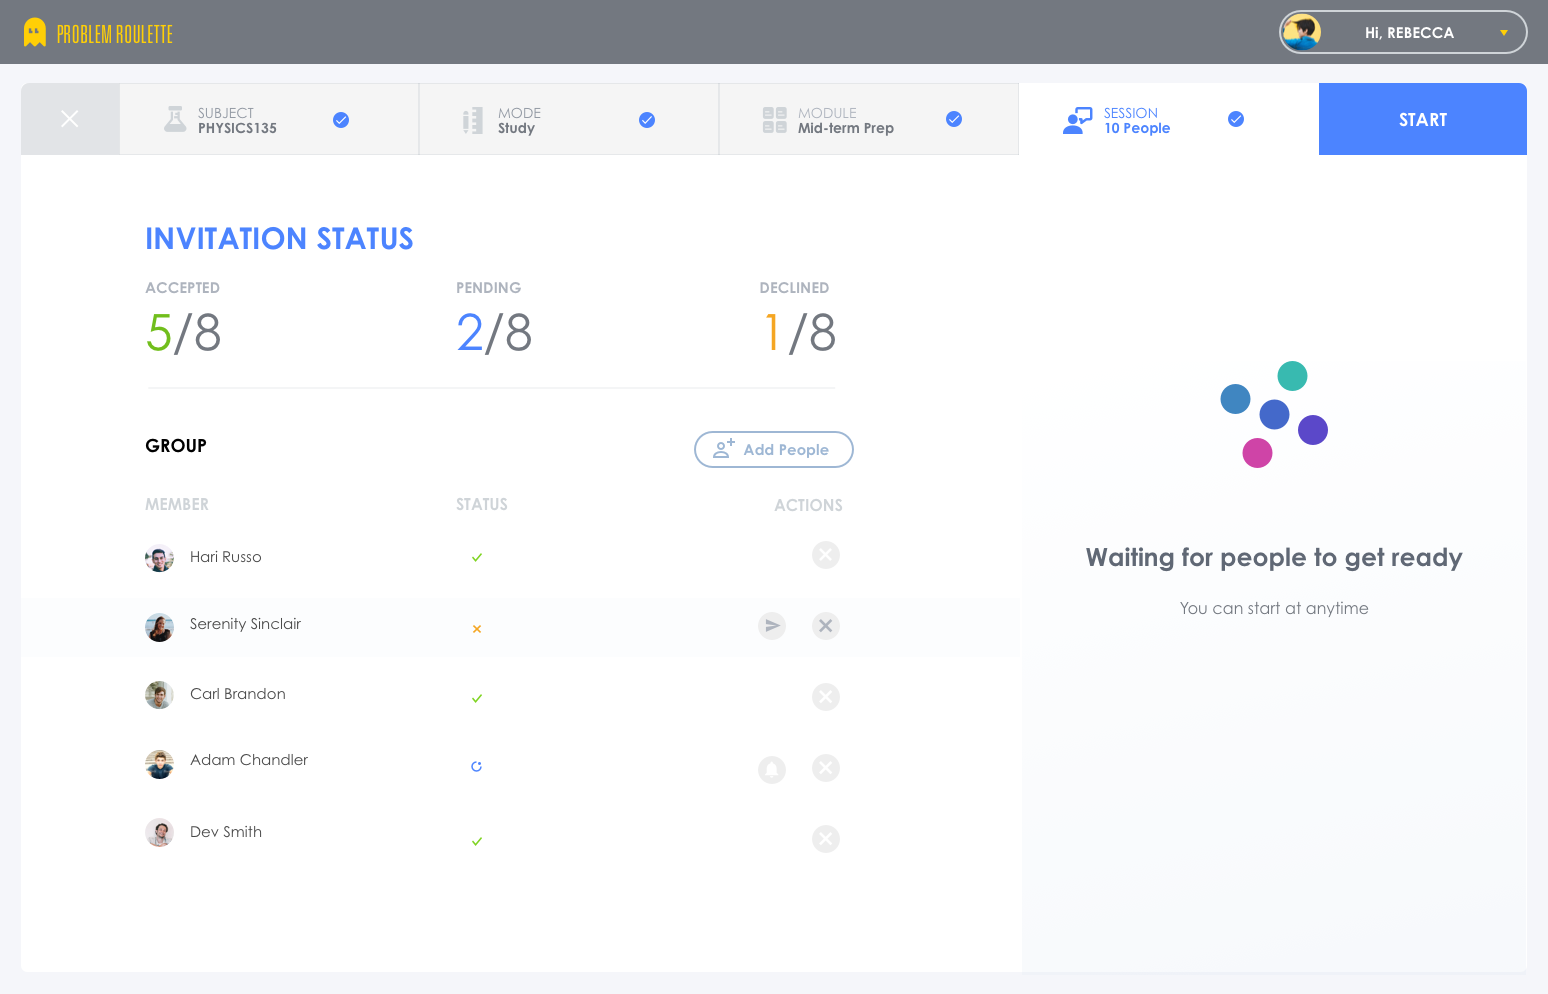 PROBLEM ROULETTE
Hi, REBECCA
SUBJECT
PHYSICS135
MODE
Study
MODULE
Mid-term Prep
SESSION
10 People
START
INVITATION STATUS
ACCEPTED
PENDING
DECLINED
5/8
2/8
1/8
GROUP
Add People
MEMBER
STATUS
ACTIONS
Hari Russo
Serenity Sinclair
Carl Brandon
Adam Chandler
Dev Smith
Waiting for people to get ready
You can start at anytime